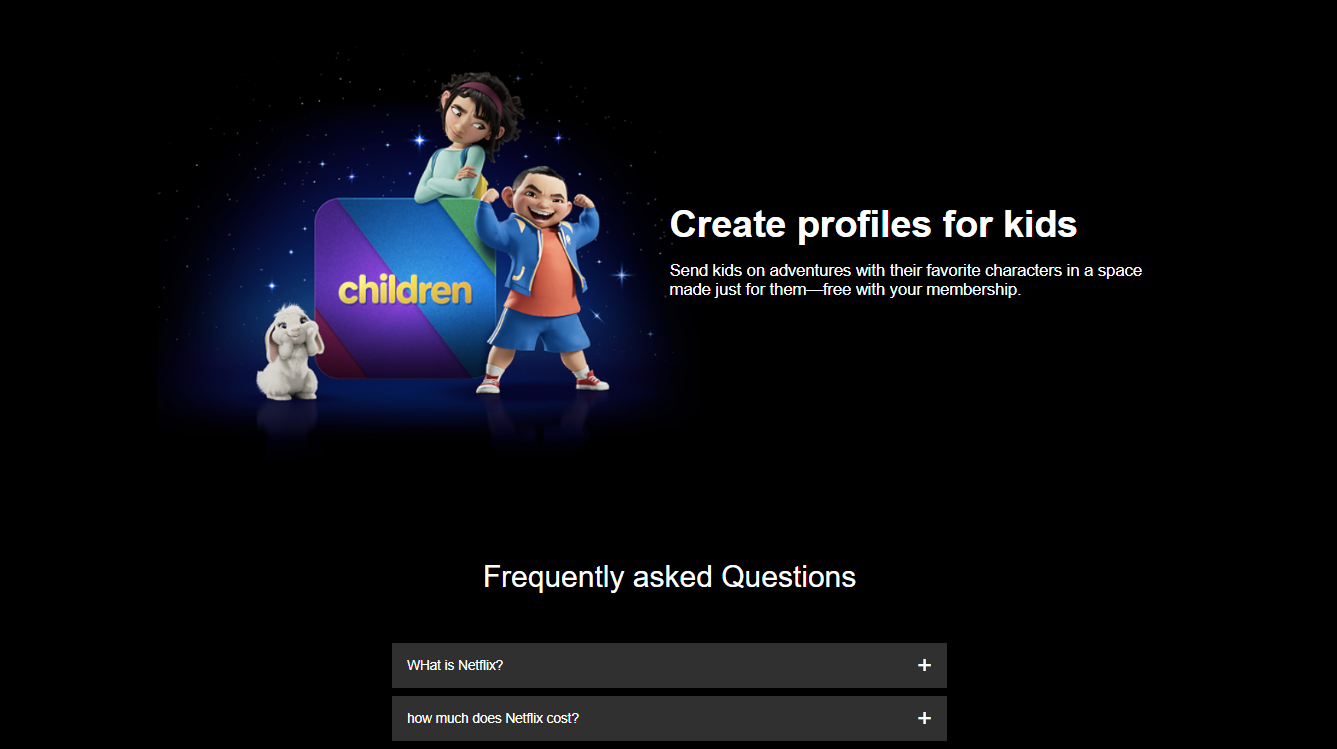 children
Create profiles for kids
Send kids on adventures with their favorite characters in a space
made just for them—free with your membership.
Frequently asked Questions
WHat is Netflix?
+
how much does Netflix cost?
+